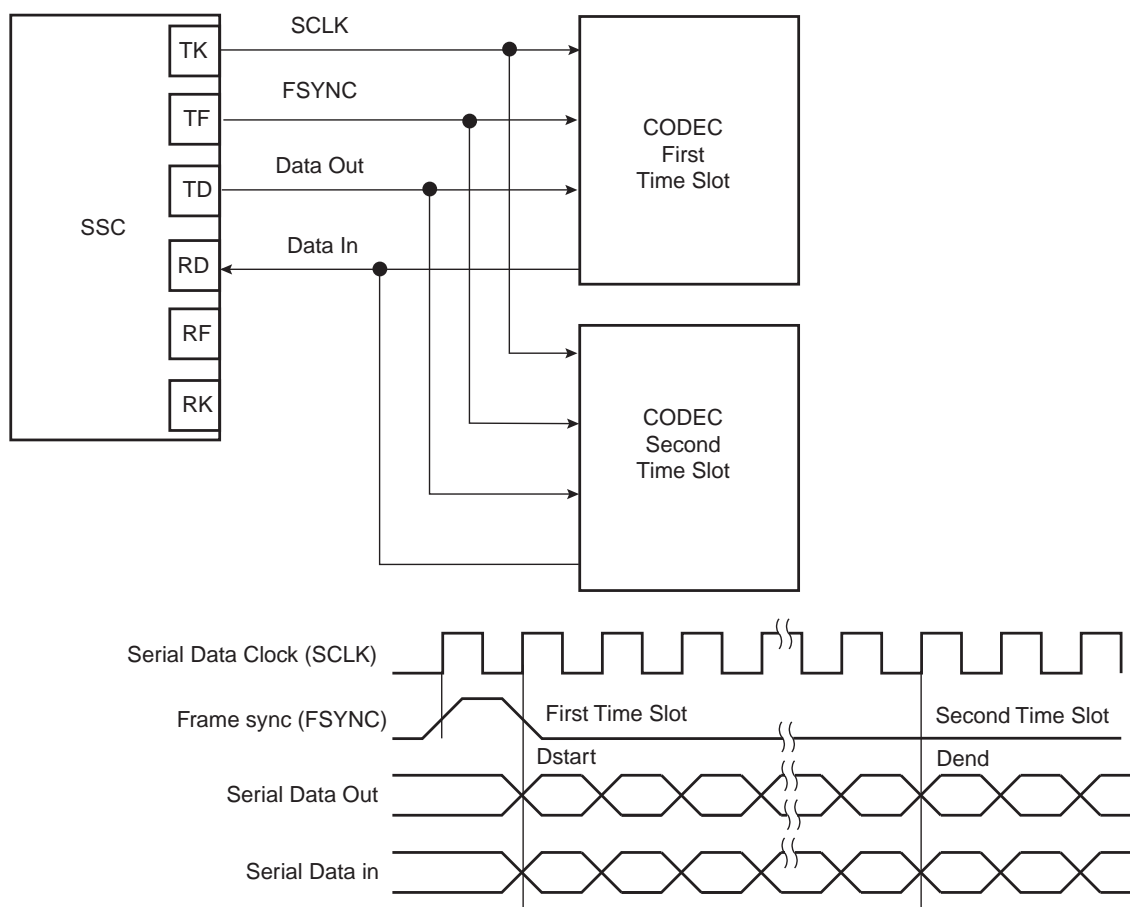 SCLK
TK
FSYNC
TF
CODEC
First
Time Slot
Data Out
TD
SSC
Data In
RD
RF
RK
CODEC
Second
Time Slot
Serial Data Clock (SCLK)
Frame sync (FSYNC)
First Time Slot
Second Time Slot
Dstart
Dend
Serial Data Out
Serial Data in